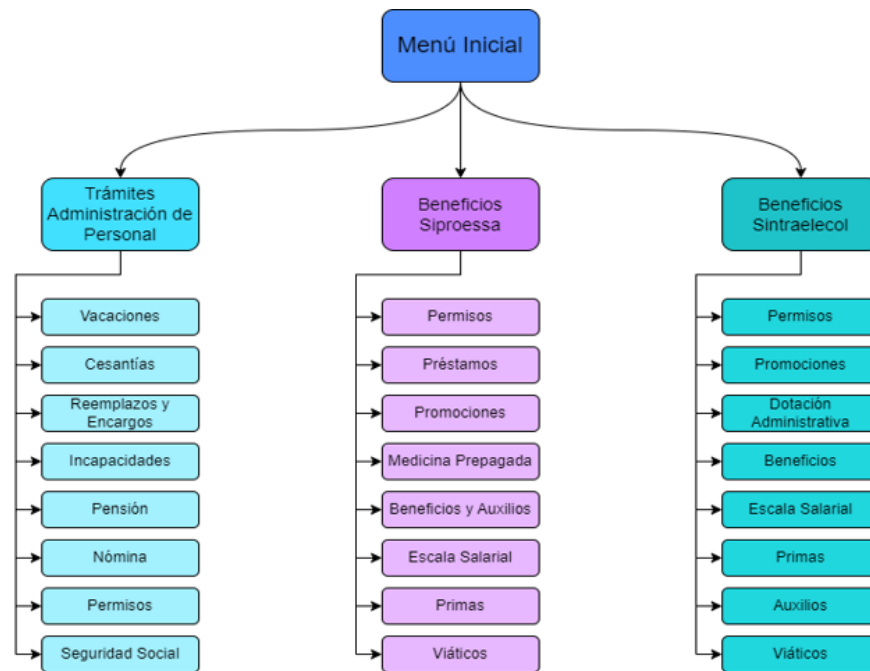 Menú Inicial
Trámites
Administración de
Personal
Vacaciones
Cesantías
Reemplazos y
Encargos
Incapacidades
Pensión
Nómina
Permisos
Seguridad Social
Beneficios
Siproessa
Permisos
Préstamos
Promociones
Medicina Prepagada
Beneficios y Auxilios
Escala Salarial
Primas
Viáticos
Beneficios
Sintraelecol
Permisos
Promociones
Dotación
Administrativa
Beneficios
Escala Salarial
Primas
Auxilios
Viáticos